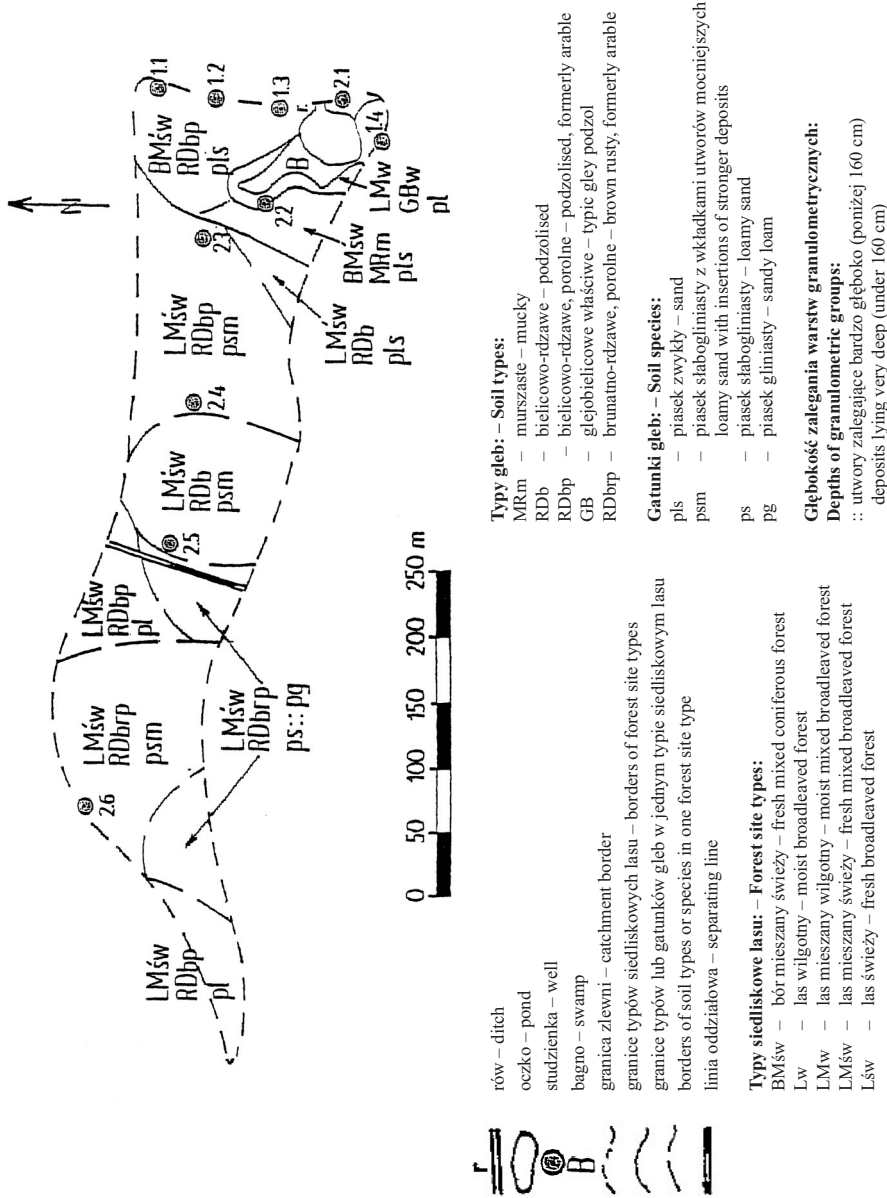 N
BMśw
RDbp
pls
1.1
1.2
1.3
r.
2.1
1.4
B
2.2
LMw
GBw
pl
BMśw
MRm
pls
2.3
LMśw
RDb
pls
LMśw
RDbp
psm
2.4
LMśw
RDb
psm
2.5
LMśw
RDbp
pl
LMśw
RDbrp
ps::pg
LMśw
RDbrp
psm
2.6
LMśw
RDbp
pl
0 50 100 150 200 250 m
r
rów – ditch
oczko – pond
studzienka – well
B
bagno – swamp
granica zlewni – catchment border
granice typów siedliskowych lasu – borders of forest site types
granice typów lub gatunków gleb w jednym typie siedliskowym lasu
borders of soil types or species in one forest site type
linia oddziałowa – separating line
Typy siedliskowe lasu: – Forest site types:
BMśw – bór mieszany świeży – fresh mixed coniferous forest
Lw – las wilgotny – moist broadleaved forest
LMw – las mieszany wilgotny – moist mixed broadleaved forest
LMśw – las mieszany świeży – fresh mixed broadleaved forest
Lśw – las świeży – fresh broadleaved forest
Typy gleb: – Soil types:
MRm – murszaste – mucky
RDb – bielicowo-rdzawe – podzolised
RDbp – bielicowo-rdzawe, porolne – podzolised, formerly arable
GB – glejobielicowe właściwe – typic gley podzol
RDbrp – brunatno-rdzawe, porolne – brown rusty, formerly arable
Gatunki gleb: – Soil species:
pls – piasek zwykły – sand
psm – piasek słabogliniasty z wkładkami utworów mocniejszych
loamy sand with insertions of stronger deposits
ps – piasek słabogliniasty – loamy sand
pg – piasek gliniasty – sandy loam
Głębokość zalegania warstw granulometrycznych:
Depths of granulometric groups:
:: utwory zalegające bardzo głęboko (poniżej 160 cm)
deposits lying very deep (under 160 cm)